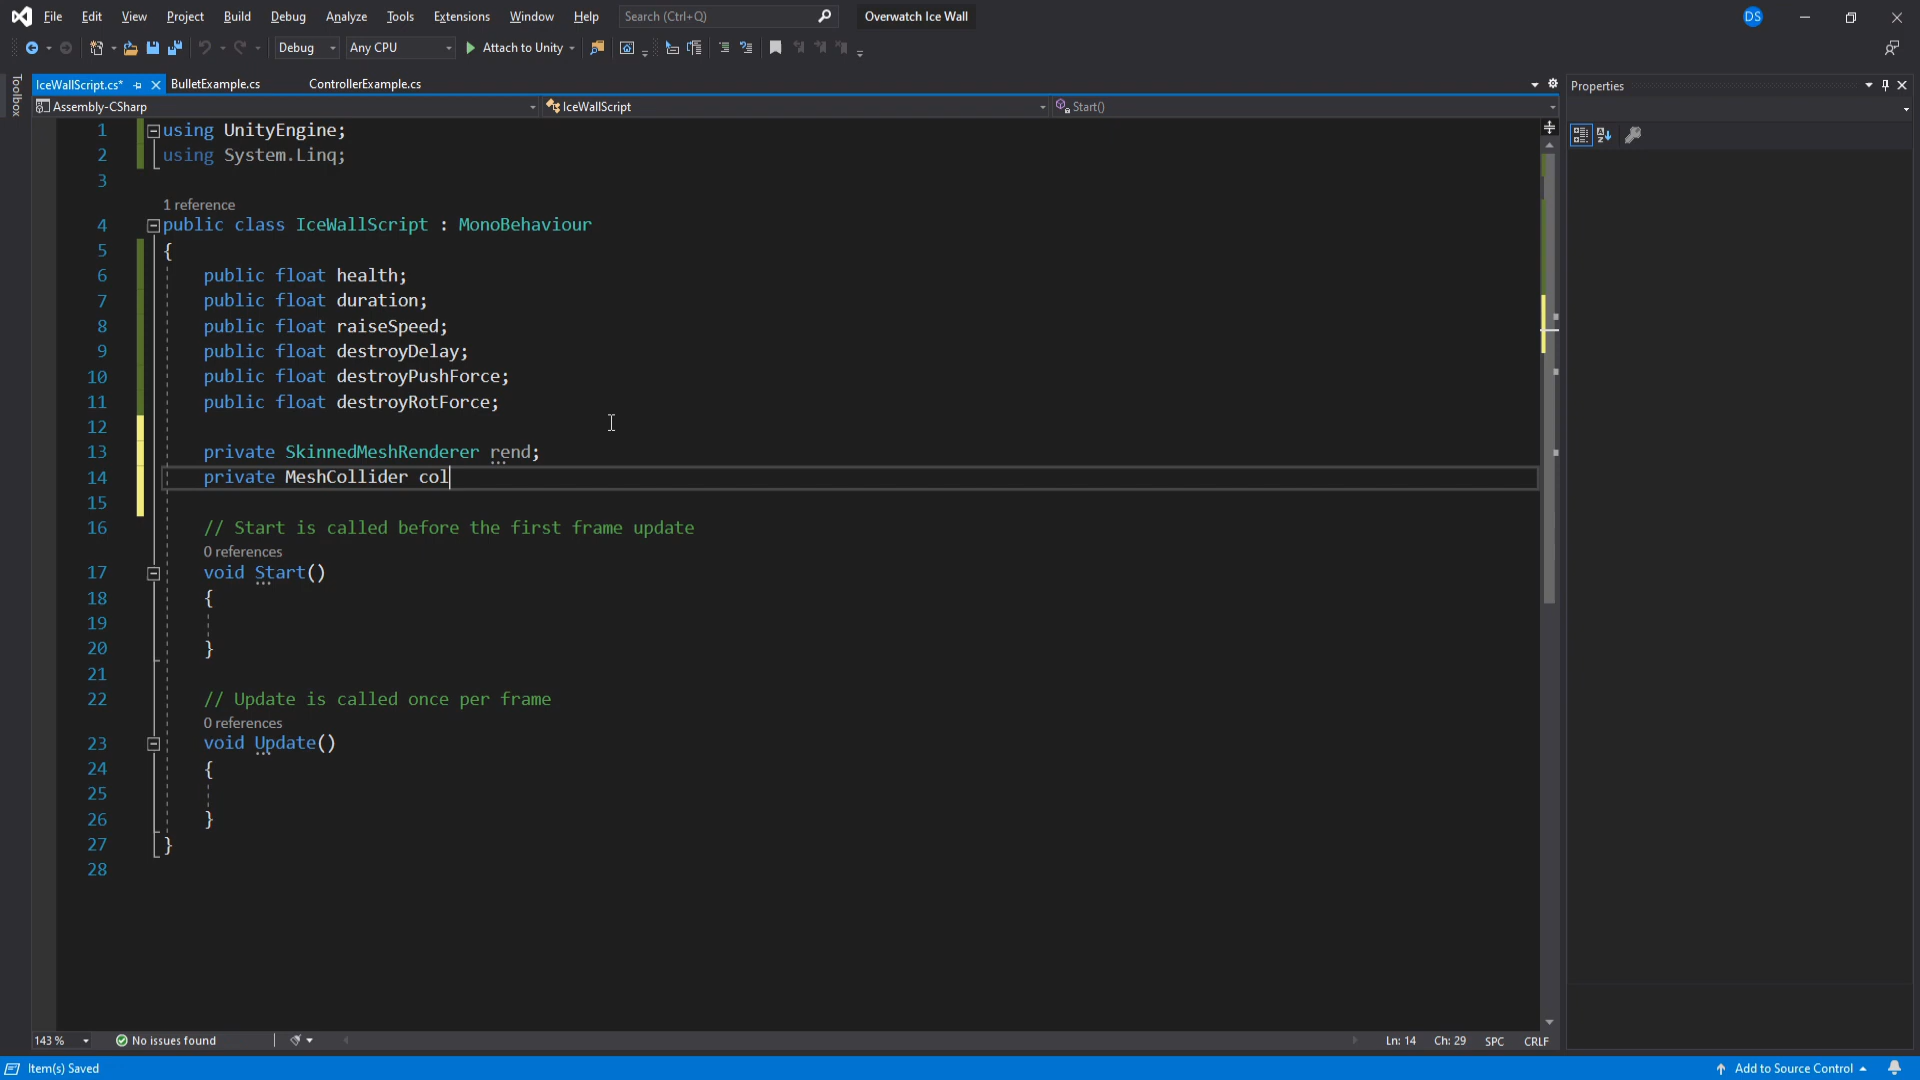 File Edit View Project Build Debug Analyze Tools Extensions Window Help Search (Ctrl+Q) Overwatch Ice Wall DS
Debug Any CPU Attach to Unity
Toolbox
IceWallScript.cs* BulletExample.cs ControllerExample.cs Properties
Assembly-CSharp IceWallScript Start()
1 using UnityEngine;
2 using System.Linq;
3
1 reference
4 public class IceWallScript : MonoBehaviour
5 {
6 public float health;
7 public float duration;
8 public float raiseSpeed;
9 public float destroyDelay;
10 public float destroyPushForce;
11 public float destroyRotForce;
12
13 private SkinnedMeshRenderer rend;
14 private MeshCollider col
15
16 // Start is called before the first frame update
0 references
17 void Start()
18 {
19
20 }
21
22 // Update is called once per frame
0 references
23 void Update()
24 {
25
26 }
27 }
28
143 % No issues found Ln: 14 Ch: 29 SPC CRLF
Item(s) Saved Add to Source Control